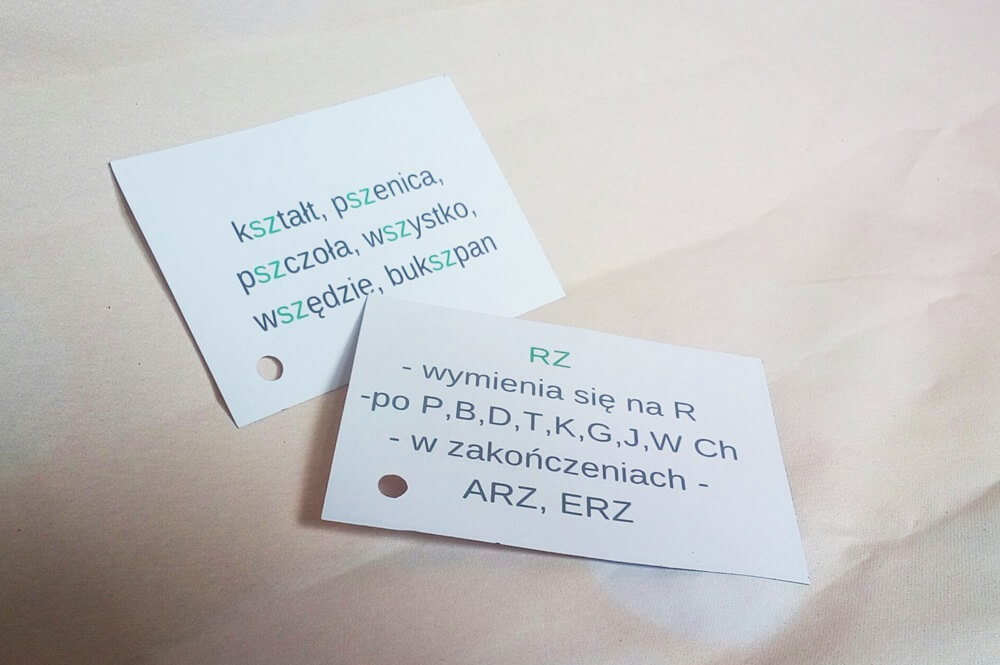 kształt, pszenica,
pszczoła, wszystko,
wszędzie, bukszpan
RZ
- wymienia się na R
-po P,B,D,T,K,G,J,W Ch
- w zakończeniach -
ARZ, ERZ